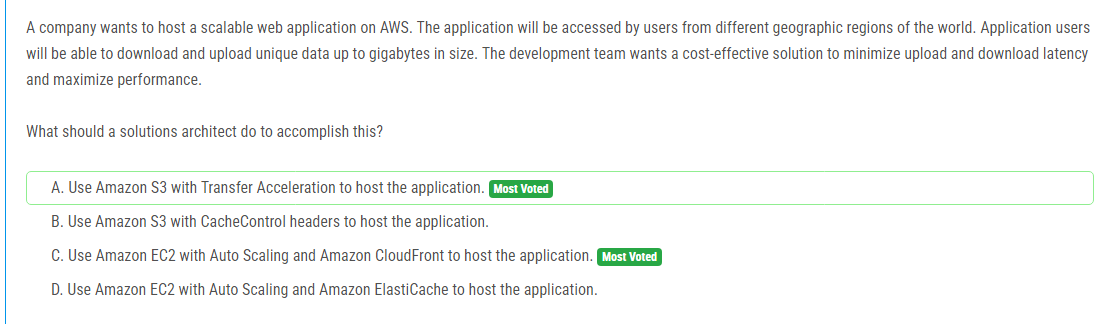 A company wants to host a scalable web application on AWS. The application will be accessed by users from different geographic regions of the world. Application users
will be able to download and upload unique data up to gigabytes in size. The development team wants a cost-effective solution to minimize upload and download latency
and maximize performance.
What should a solutions architect do to accomplish this?
A. Use Amazon S3 with Transfer Acceleration to host the application. Most Voted
B. Use Amazon S3 with CacheControl headers to host the application.
C. Use Amazon EC2 with Auto Scaling and Amazon CloudFront to host the application. Most Voted
D. Use Amazon EC2 with Auto Scaling and Amazon ElastiCache to host the application.